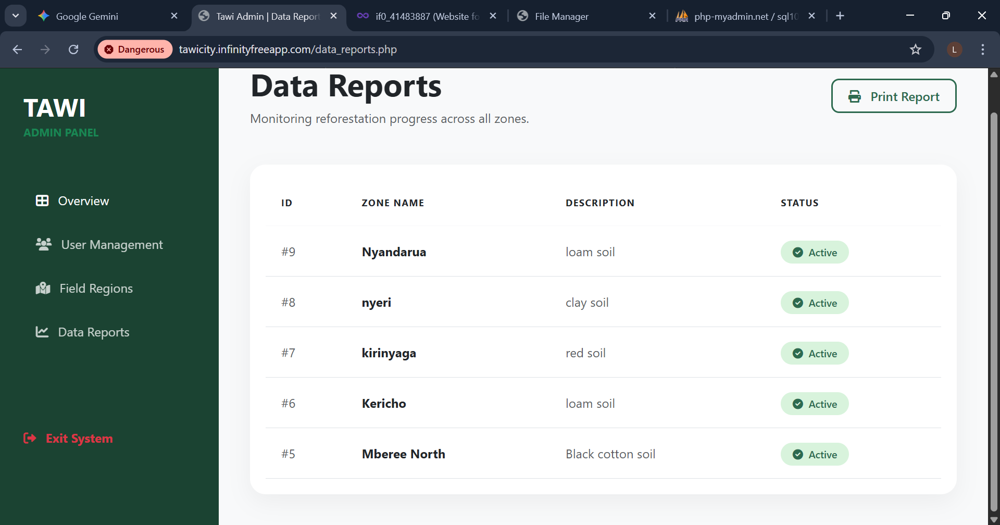 Google Gemini
Tawi Admin | Data Report
if0_41483887 (Website fo
File Manager
php-myadmin.net / sql10
Dangerous
tawicity.infinityfreeapp.com/data_reports.php
L
TAWI
ADMIN PANEL
Overview
User Management
Field Regions
Data Reports
Exit System
Data Reports
Monitoring reforestation progress across all zones.
Print Report
ID ZONE NAME DESCRIPTION STATUS
#9 Nyandarua loam soil Active
#8 nyeri clay soil Active
#7 kirinyaga red soil Active
#6 Kericho loam soil Active
#5 Mberee North Black cotton soil Active